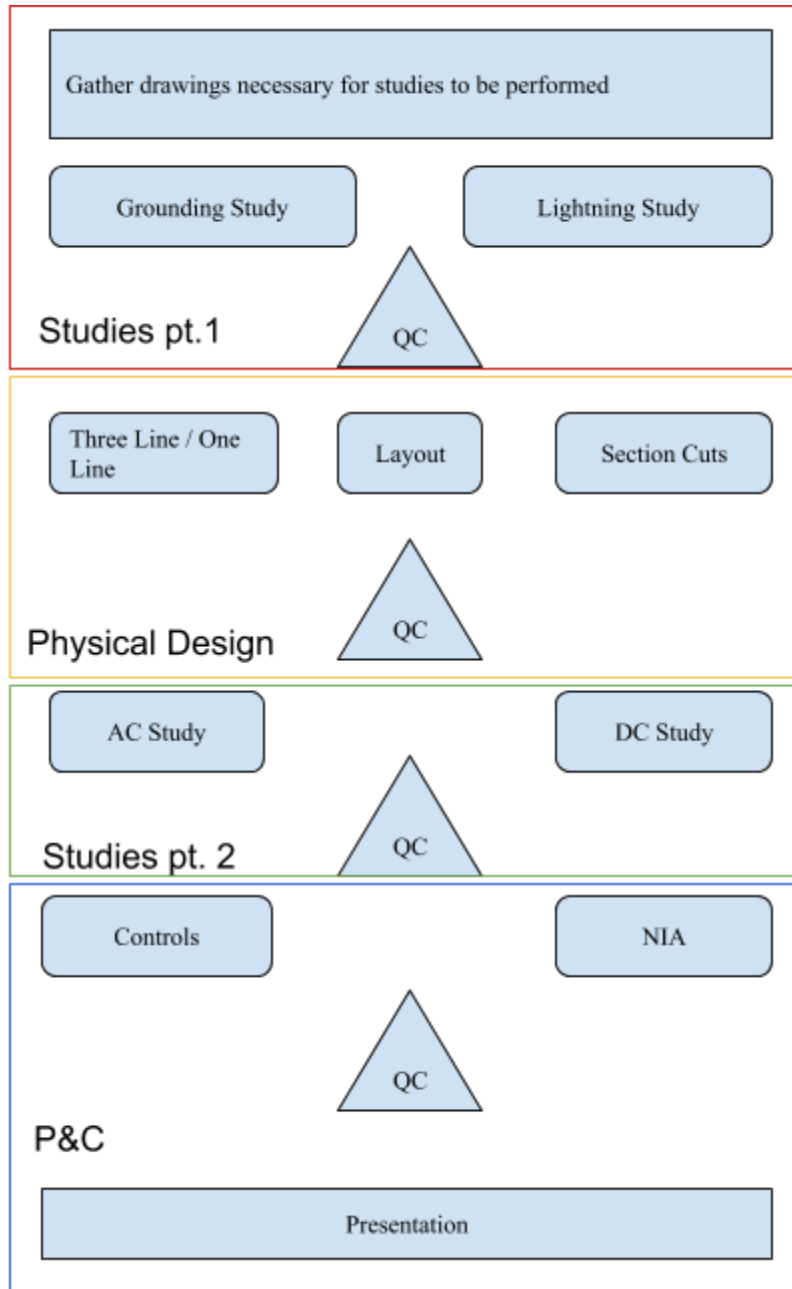 Gather drawings necessary for studies to be performed
Grounding Study
Lightning Study
QC
Studies pt.1
Three Line / One
Line
Layout
Section Cuts
QC
Physical Design
AC Study
DC Study
QC
Studies pt. 2
Controls
NIA
QC
P&C
Presentation